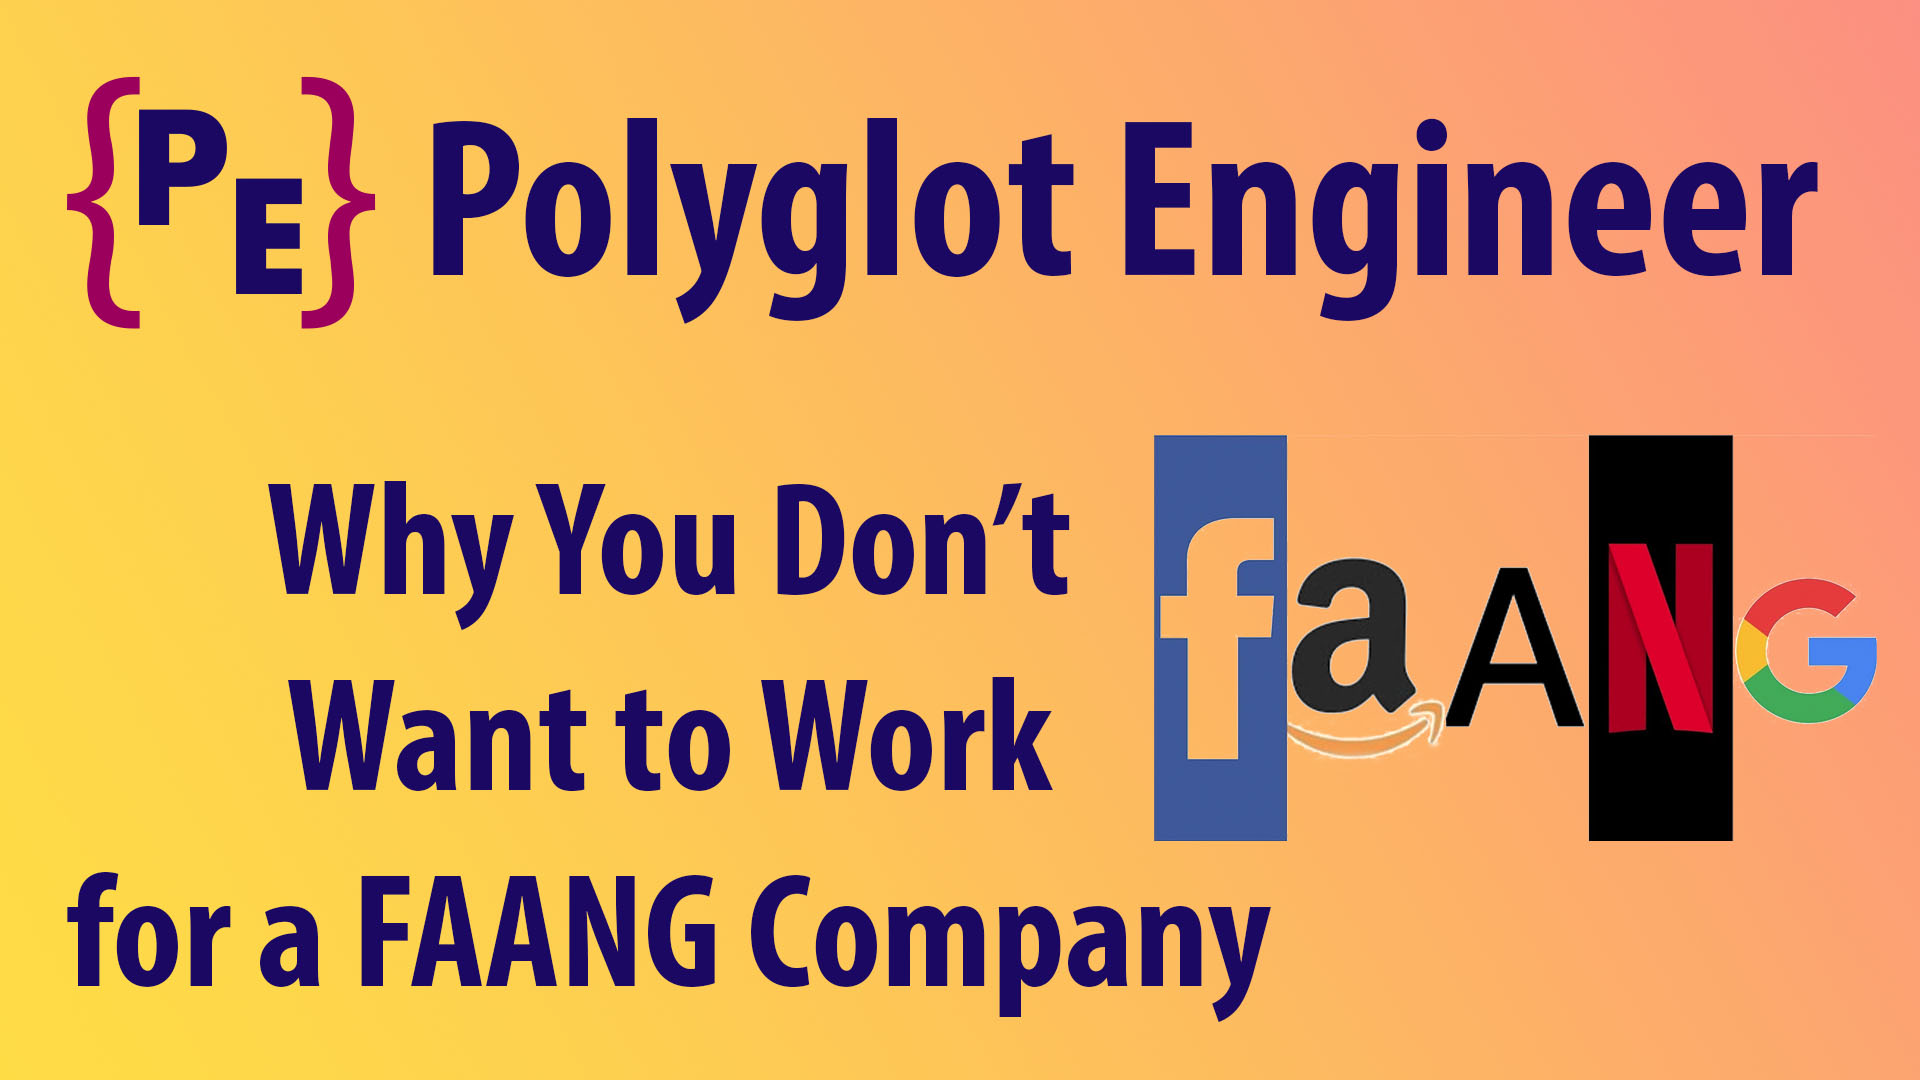 {PE} Polyglot Engineer
Why You Don’t
Want to Work
for a FAANG Company
faANG